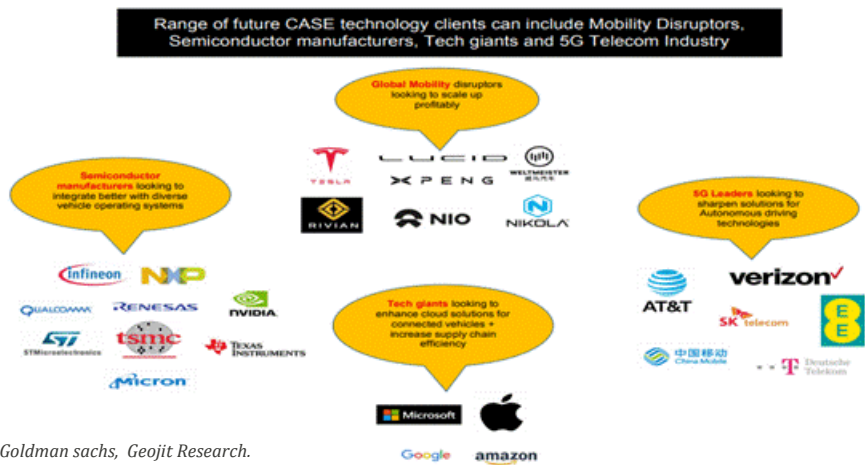 Range of future CASE technology clients can include Mobility Disruptors,
Semiconductor manufacturers, Tech giants and 5G Telecom Industry
Global Mobility disruptors
looking to scale up
profitably
TESLA
LUCID
WELTMEISTER
威马汽车
XPENG
RIVIAN
NIO
NIKOLA
Semiconductor
manufacturers looking to
integrate better with diverse
vehicle operating systems
infineon
NXP
QUALCOMM
RENESAS
NVIDIA
ST
STMicroelectronics
tsmc
TEXAS
INSTRUMENTS
Micron
5G Leaders looking to
sharpen solutions for
Autonomous driving
technologies
AT&T
verizon
SK telecom
EE
中国移动
China Mobile
T
Deutsche
Telekom
Tech giants looking to
enhance cloud solutions for
connected vehicles +
increase supply chain
efficiency
Microsoft
Google
amazon
Goldman sachs, Geojit Research.